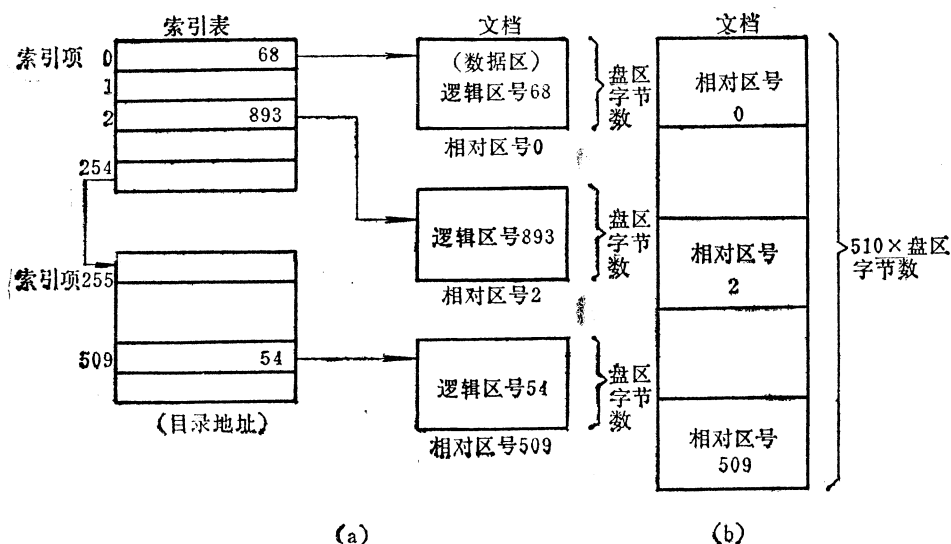 索引表
索引项 0
68
1
2
893
254
索引项255
509
54
(目录地址)
文档
(数据区)
逻辑区号68
相对区号0
盘区
字节
数
逻辑区号893
相对区号2
盘区
字节
数
逻辑区号54
相对区号509
盘区
字节
数
(a)
文档
相对区号
0
相对区号
2
相对区号
509
510×盘区
字节数
(b)